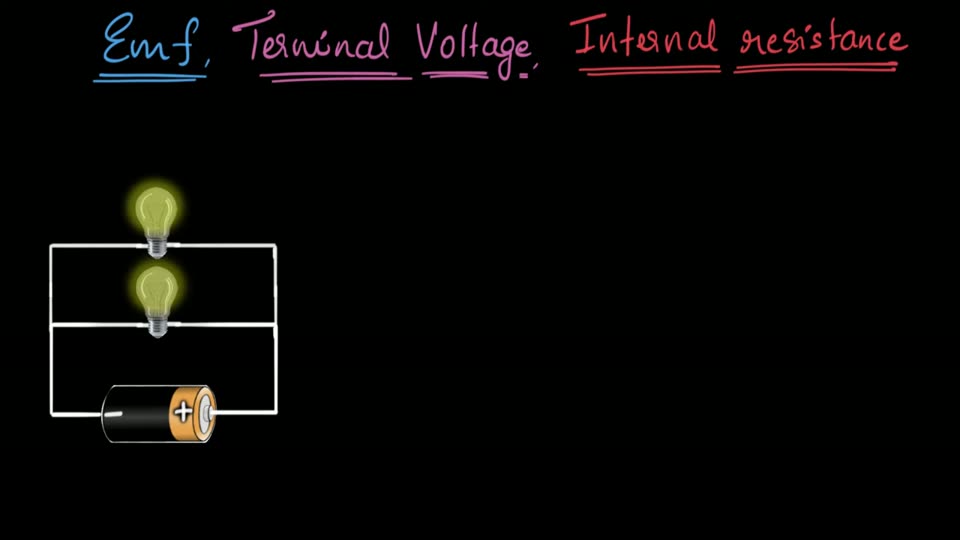 Emf, Terminal Voltage, Internal resistance
+